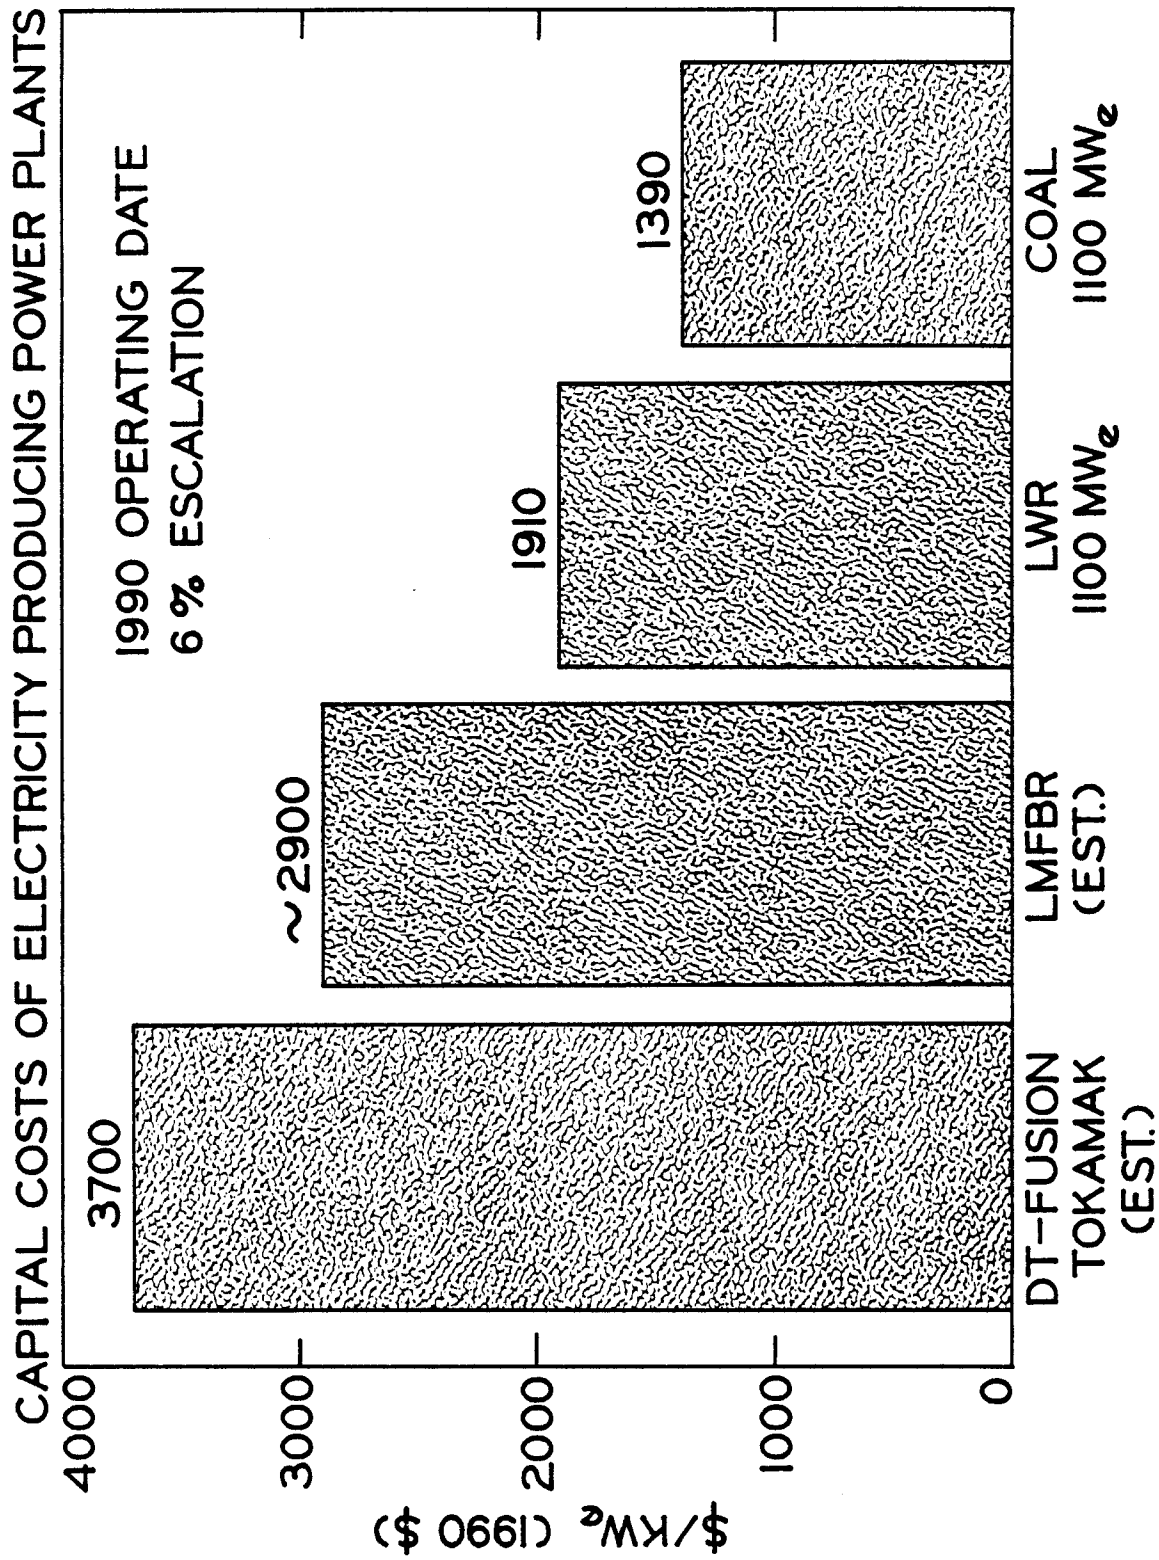 CAPITAL COSTS OF ELECTRICITY PRODUCING POWER PLANTS
1990 OPERATING DATE
6 % ESCALATION
$/KWe (1990 $)
4000
3000
2000
1000
0
3700
~2900
1910
1390
DT-FUSION
TOKAMAK
(EST.)
LMFBR
(EST.)
LWR
1100 MWe
COAL
1100 MWe